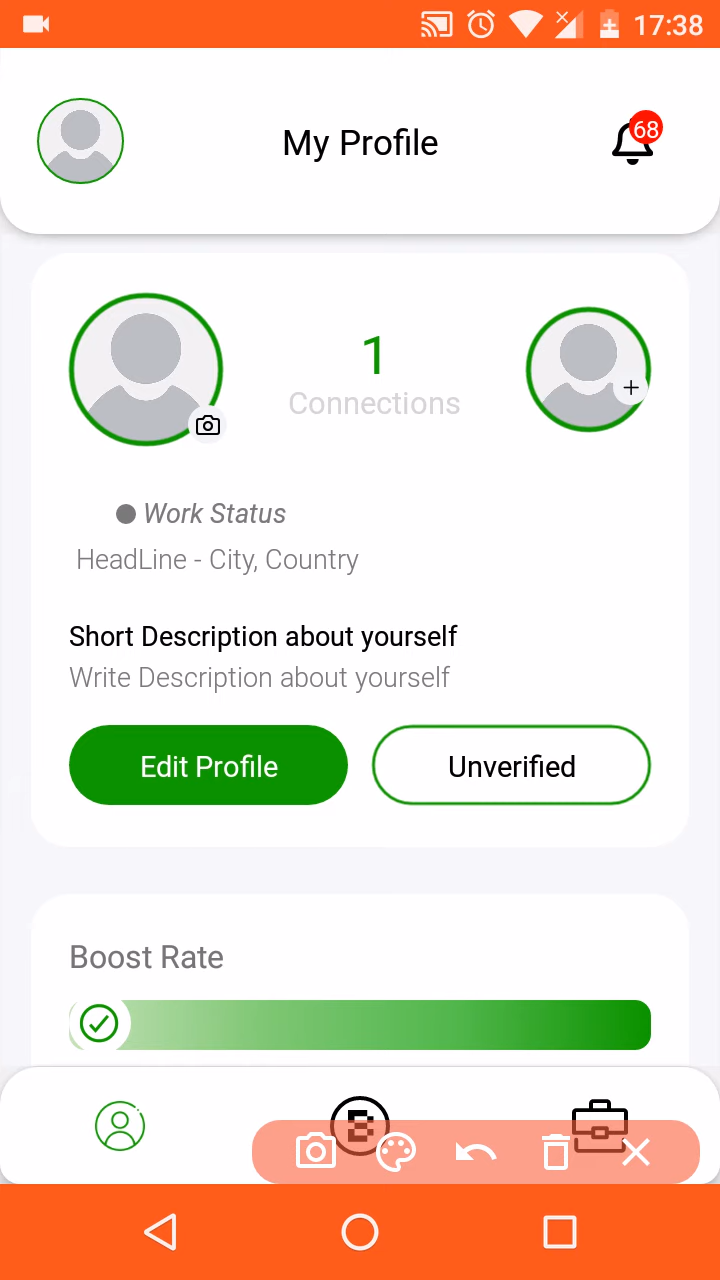 17:38
My Profile
68
1
Connections
Work Status
HeadLine - City, Country
Short Description about yourself
Write Description about yourself
Edit Profile
Unverified
Boost Rate